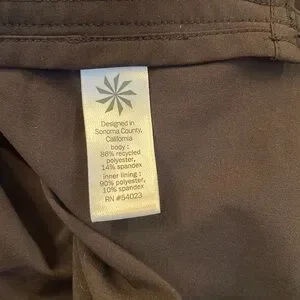 Designed in
Sonoma County,
California
body :
86% recycled
polyester,
14% spandex
inner lining :
90% polyester,
10% spandex
RN #54023